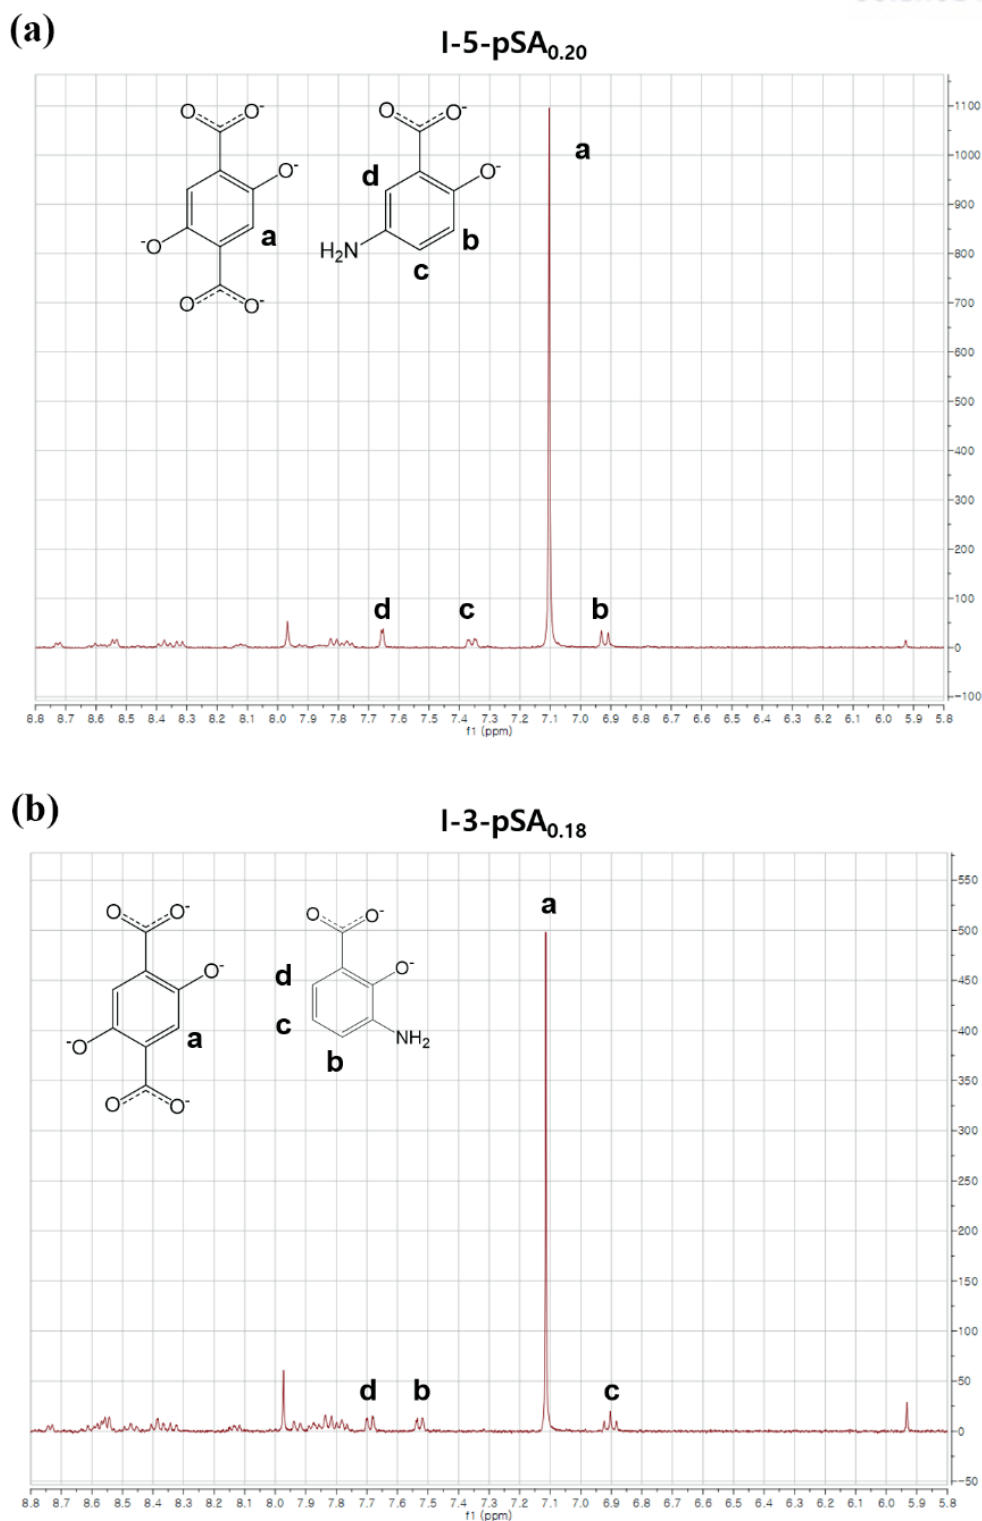 (a)
I-5-pSA0.20
1100
1000
900
800
700
600
500
400
300
200
100
0
-100
O O-
O-
-O
a
O O-
O-
O O-
d
H2N
b
c
a
d c b
8.8 8.7 8.6 8.5 8.4 8.3 8.2 8.1 8.0 7.9 7.8 7.7 7.6 7.5 7.4 7.3 7.2 7.1 7.0 6.9 6.8 6.7 6.6 6.5 6.4 6.3 6.2 6.1 6.0 5.9 5.8
f1 (ppm)
(b)
I-3-pSA0.18
550
500
450
400
350
300
250
200
150
100
50
0
-50
O O-
O-
-O
a
O O-
O O-
O-
d
c
b
NH2
a
d b c
8.8 8.7 8.6 8.5 8.4 8.3 8.2 8.1 8.0 7.9 7.8 7.7 7.6 7.5 7.4 7.3 7.2 7.1 7.0 6.9 6.8 6.7 6.6 6.5 6.4 6.3 6.2 6.1 6.0 5.9 5.8
f1 (ppm)